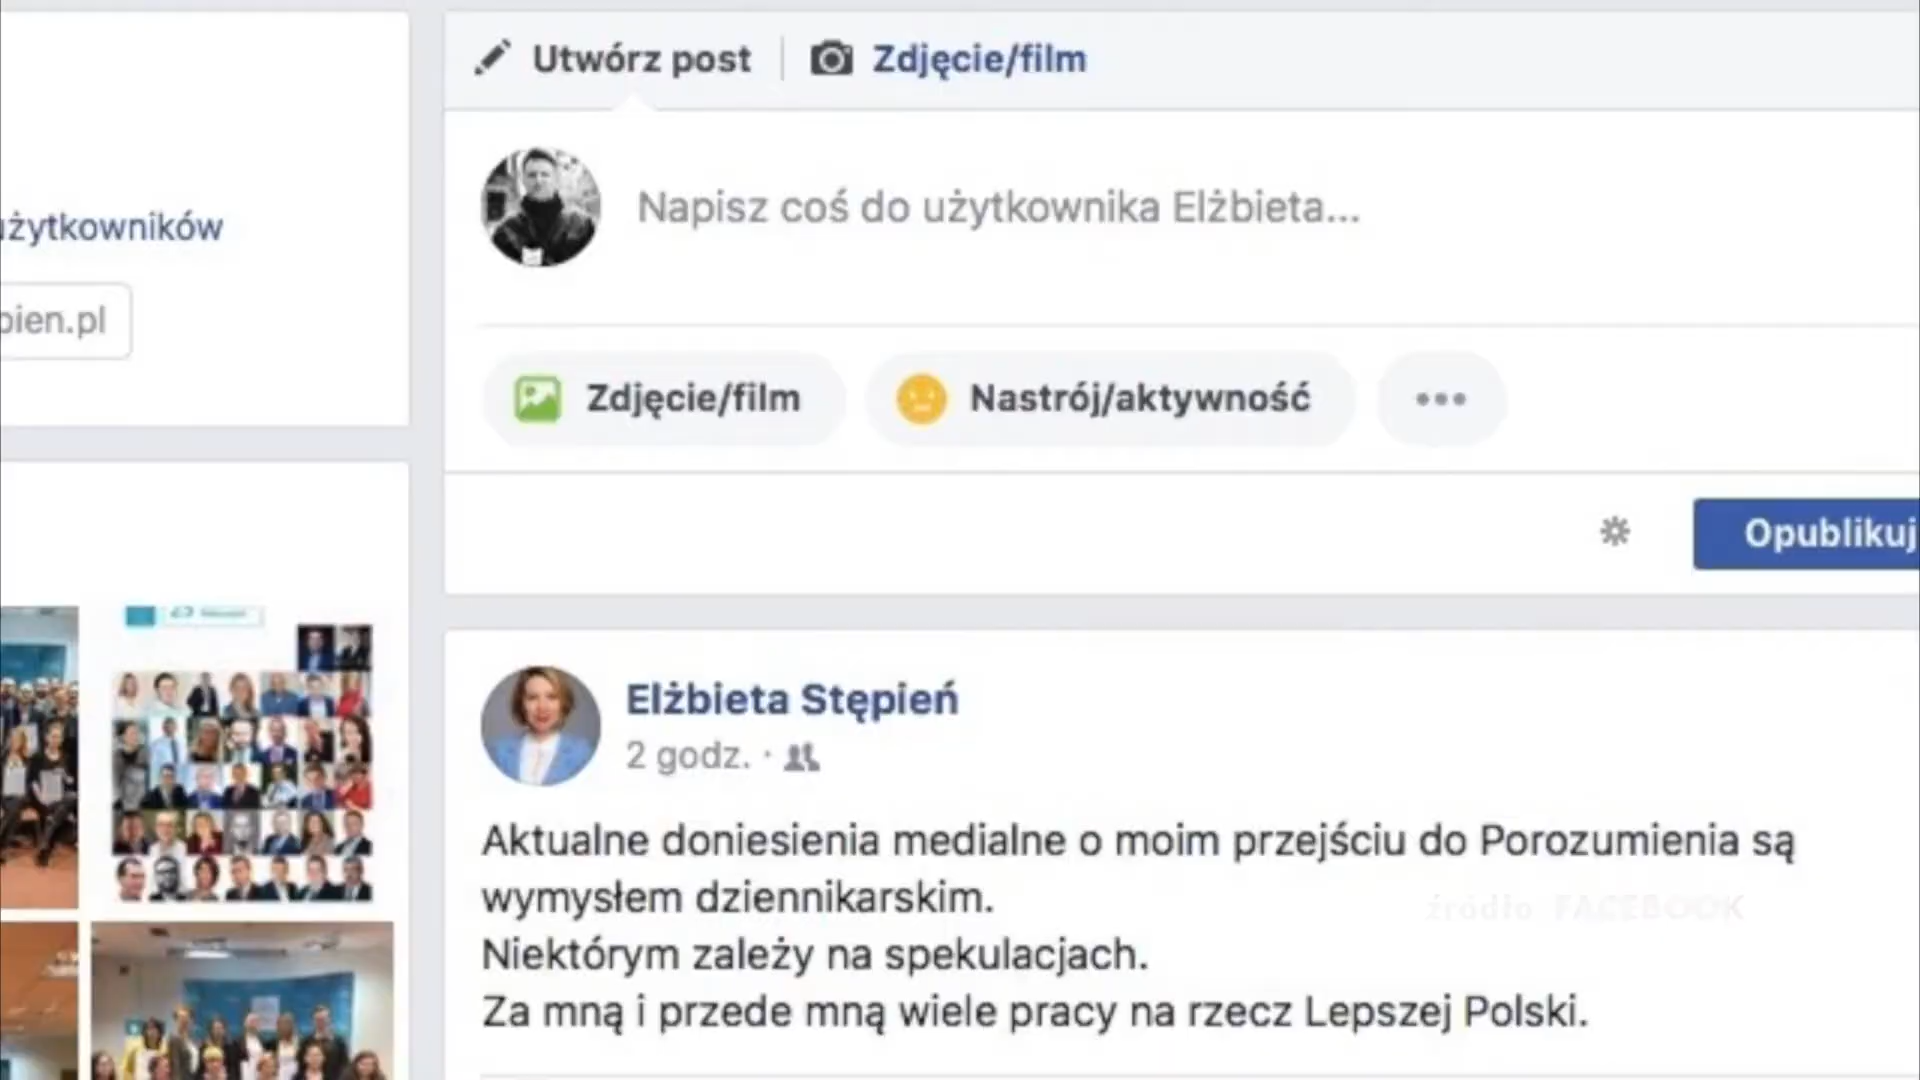 Utwórz post
Zdjęcie/film
Napisz coś do użytkownika Elżbieta...
użytkowników
pien.pl
Zdjęcie/film
Nastrój/aktywność
Opublikuj
Elżbieta Stępień
2 godz. ·
Aktualne doniesienia medialne o moim przejściu do Porozumienia są
wymysłem dziennikarskim.
źródło FACEBOOK
Niektórym zależy na spekulacjach.
Za mną i przede mną wiele pracy na rzecz Lepszej Polski.